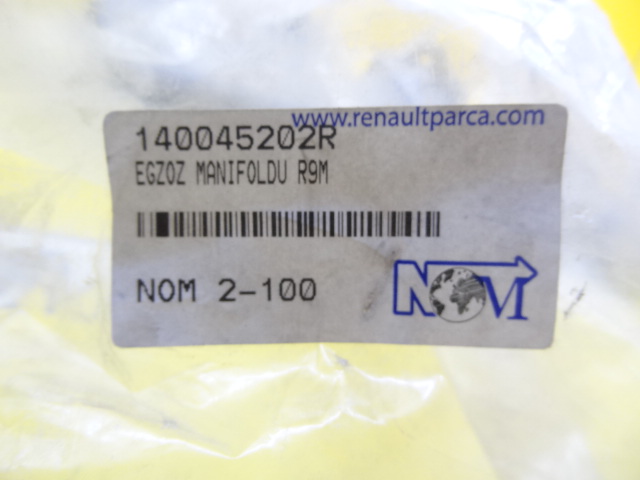 www.renaultparca.com
140045202R
EGZOZ MANIFOLDU R9M
NOM 2-100
NOM